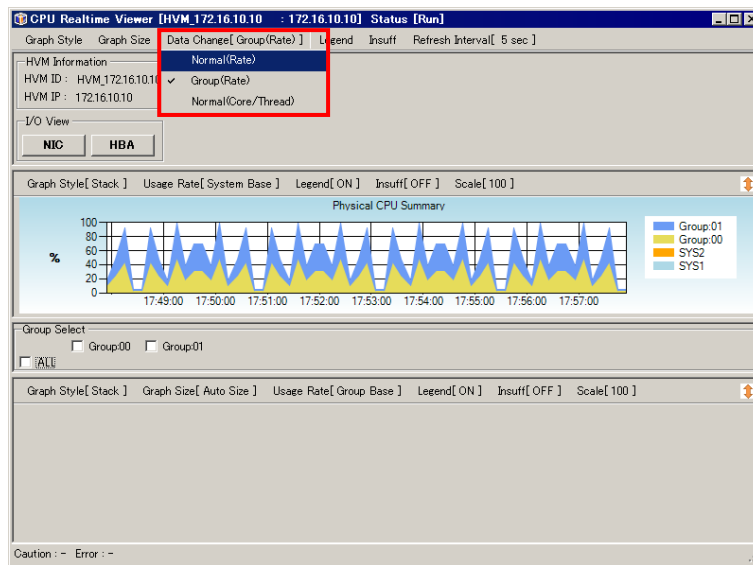 CPU Realtime Viewer [HVM_172.16.10.10 : 172.16.10.10] Status [Run]
Graph Style Graph Size Data Change[ Group(Rate) ] Legend Insuff Refresh Interval[ 5 sec ]
Normal(Rate)
Group(Rate)
Normal(Core/Thread)
HVM Information
HVM ID : HVM_172.16.10.10
HVM IP : 172.16.10.10
I/O View
NIC HBA
Graph Style[ Stack ] Usage Rate[ System Base ] Legend[ ON ] Insuff[ OFF ] Scale[ 100 ]
Physical CPU Summary
100
80
60
40
20
0
%
17:49:00 17:50:00 17:51:00 17:52:00 17:53:00 17:54:00 17:55:00 17:56:00 17:57:00
Group:01
Group:00
SYS2
SYS1
Group Select
Group:00 Group:01
ALL
Graph Style[ Stack ] Graph Size[ Auto Size ] Usage Rate[ Group Base ] Legend[ ON ] Insuff[ OFF ] Scale[ 100 ]
Caution : - Error : -